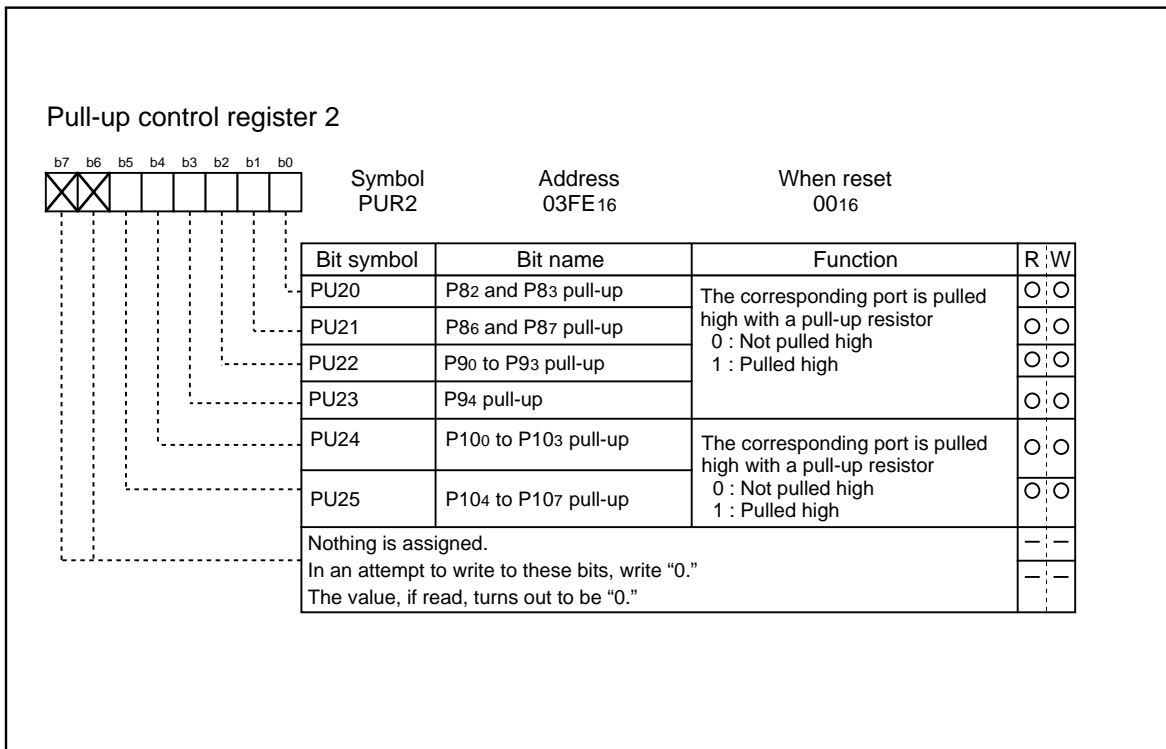 Pull-up control register 2
b7 b6 b5 b4 b3 b2 b1 b0
Symbol Address When reset
PUR2 03FE16 0016
Bit symbol Bit name Function R W
PU20 P82 and P83 pull-up The corresponding port is pulled O O
high with a pull-up resistor
PU21 P86 and P87 pull-up 0 : Not pulled high O O
PU22 P90 to P93 pull-up 1 : Pulled high O O
PU23 P94 pull-up O O
PU24 P100 to P103 pull-up The corresponding port is pulled O O
high with a pull-up resistor
PU25 P104 to P107 pull-up 0 : Not pulled high O O
1 : Pulled high
Nothing is assigned. – –
In an attempt to write to these bits, write “0.” – –
The value, if read, turns out to be “0.”